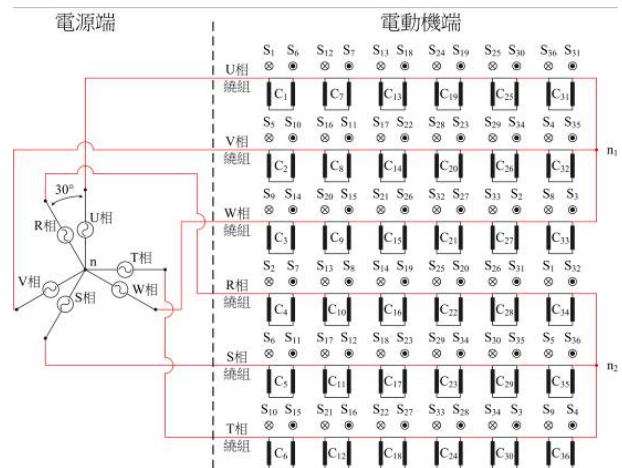 電源端 電動機端
S1 S6 S12 S7 S13 S18 S24 S19 S25 S30 S36 S31
U相
繞組
C1 C7 C13 C19 C25 C31
S5 S10 S16 S11 S17 S22 S28 S23 S29 S34 S4 S35
V相
繞組
n1
C2 C8 C14 C20 C26 C32
S9 S14 S20 S15 S21 S26 S32 S27 S33 S2 S8 S3
W相
繞組
C3 C9 C15 C21 C27 C33
30°
R相
U相
T相
n
V相
W相
S相
S2 S7 S13 S8 S14 S19 S25 S20 S26 S31 S1 S32
R相
繞組
C4 C10 C16 C22 C28 C34
S6 S11 S17 S12 S18 S23 S29 S34 S30 S35 S5 S36
S相
繞組
n2
C5 C11 C17 C23 C29 C35
S10 S15 S21 S16 S22 S27 S33 S28 S34 S3 S9 S4
T相
繞組
C6 C12 C18 C24 C30 C36